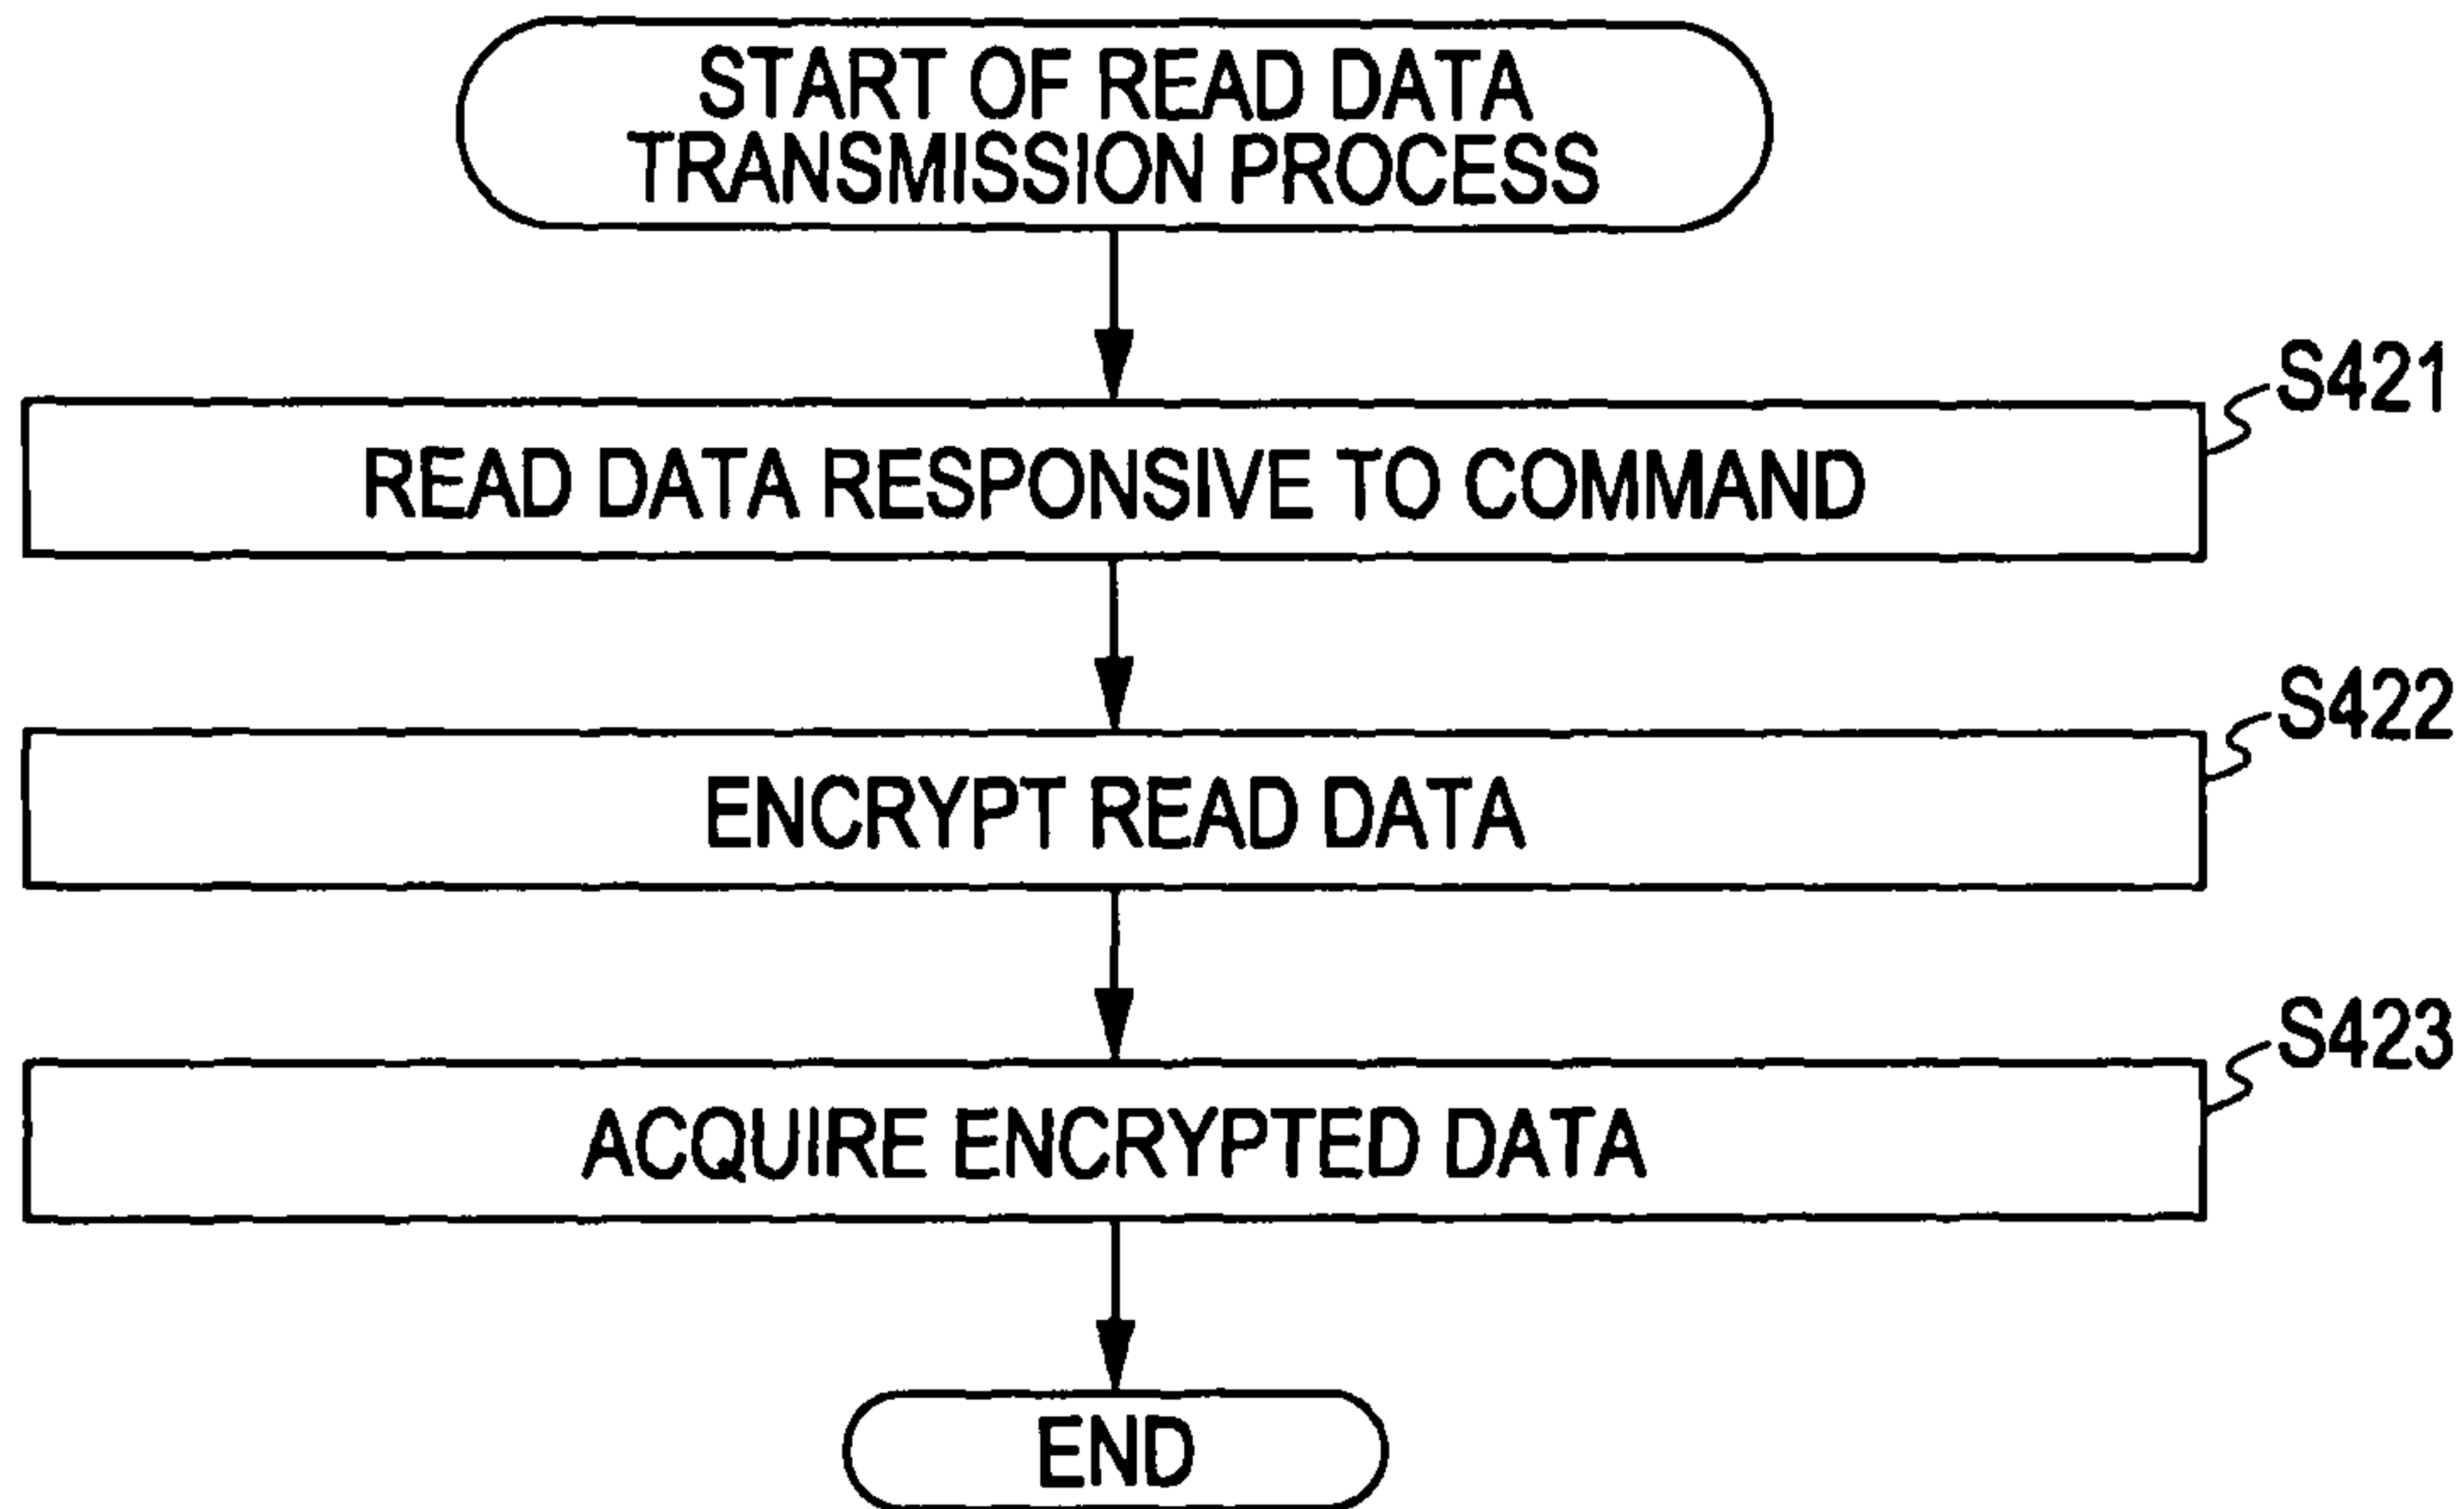 START OF READ DATA
TRANSMISSION PROCESS
S421
READ DATA RESPONSIVE TO COMMAND
S422
ENCRYPT READ DATA
S423
ACQUIRE ENCRYPTED DATA
END